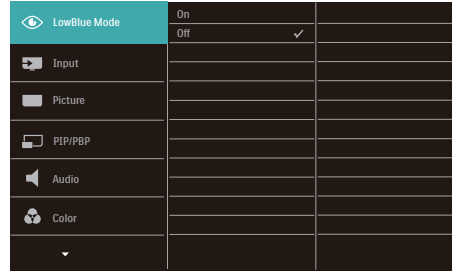 LowBlue Mode
On
Off
Input
Picture
PIP/PBP
Audio
Color